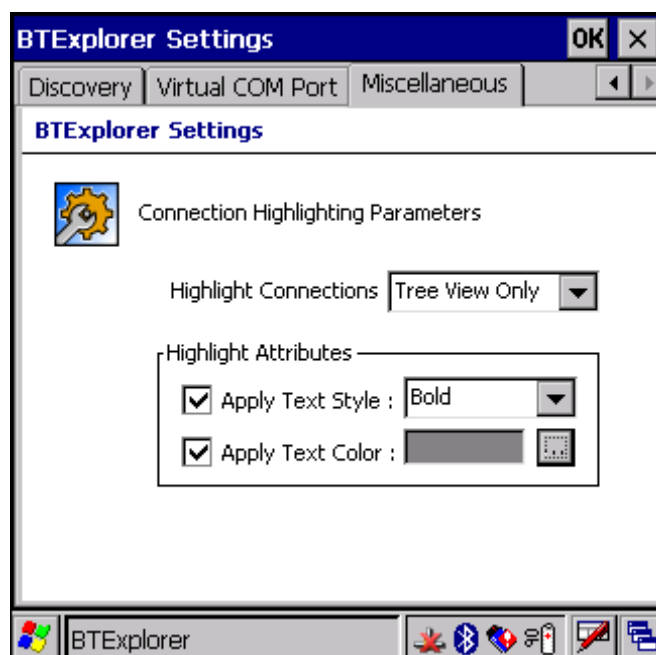 BTExplorer Settings OK ×
Discovery Virtual COM Port Miscellaneous
BTExplorer Settings
Connection Highlighting Parameters
Highlight Connections Tree View Only
Highlight Attributes
Apply Text Style : Bold
Apply Text Color : ...
BTExplorer